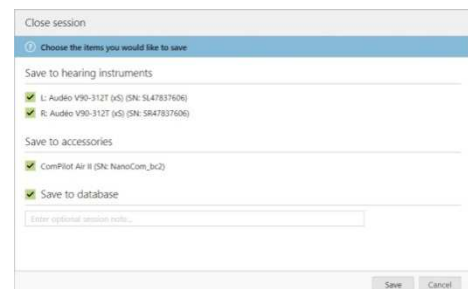 Close session
Choose the items you would like to save
Save to hearing instruments
L: Audéo V90-312T (xS) (SN: SL47837606)
R: Audéo V90-312T (xS) (SN: SR47837606)
Save to accessories
ComPilot Air II (SN: NanoCom_bc2)
Save to database
Enter optional session note...
Save Cancel